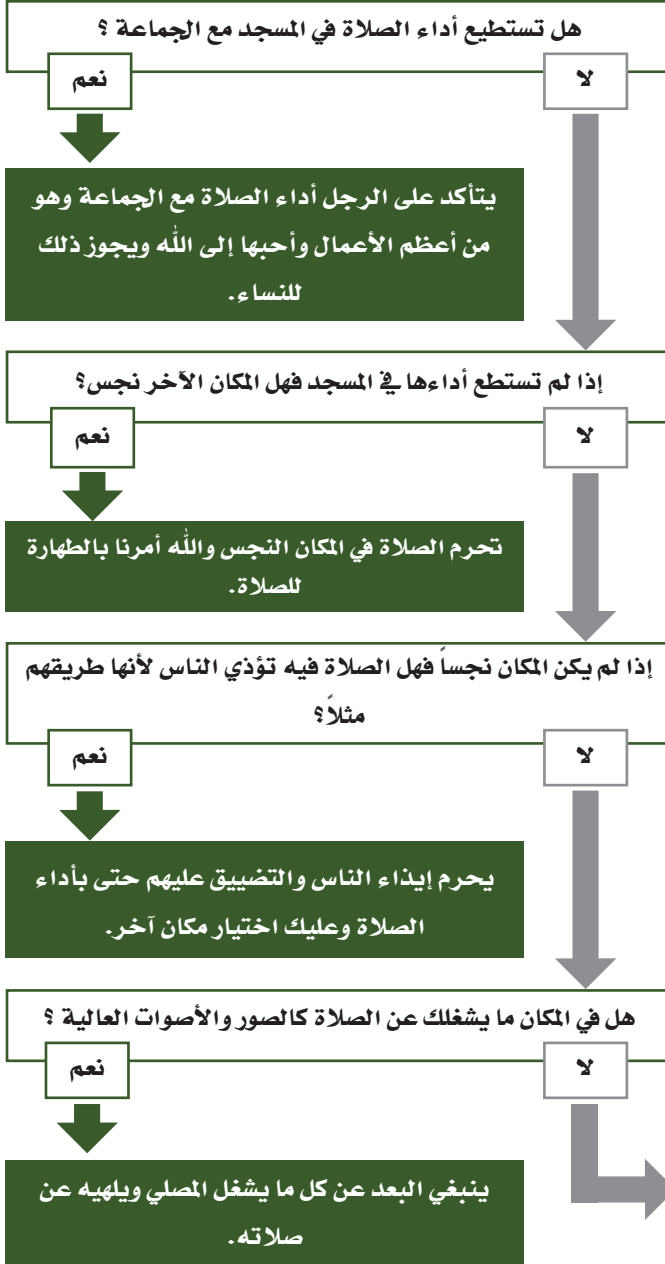 هل تستطيع أداء الصلاة في المسجد مع الجماعة ؟
لا
نعم
يتأكد على الرجل أداء الصلاة مع الجماعة وهو
من أعظم الأعمال وأحبها إلى الله ويجوز ذلك
للنساء.
إذا لم تستطع أداءها في المسجد فهل المكان الآخر نجس؟
لا
نعم
تحرم الصلاة في المكان النجس والله أمرنا بالطهارة
للصلاة.
إذا لم يكن المكان نجساً فهل الصلاة فيه تؤذي الناس لأنها طريقهم
مثلاً؟
لا
نعم
يحرم إيذاء الناس والتضييق عليهم حتى بأداء
الصلاة وعليك اختيار مكان آخر.
هل في المكان ما يشغلك عن الصلاة كالصور والأصوات العالية ؟
لا
نعم
ينبغي البعد عن كل ما يشغل المصلي ويلهيه عن
صلاته.